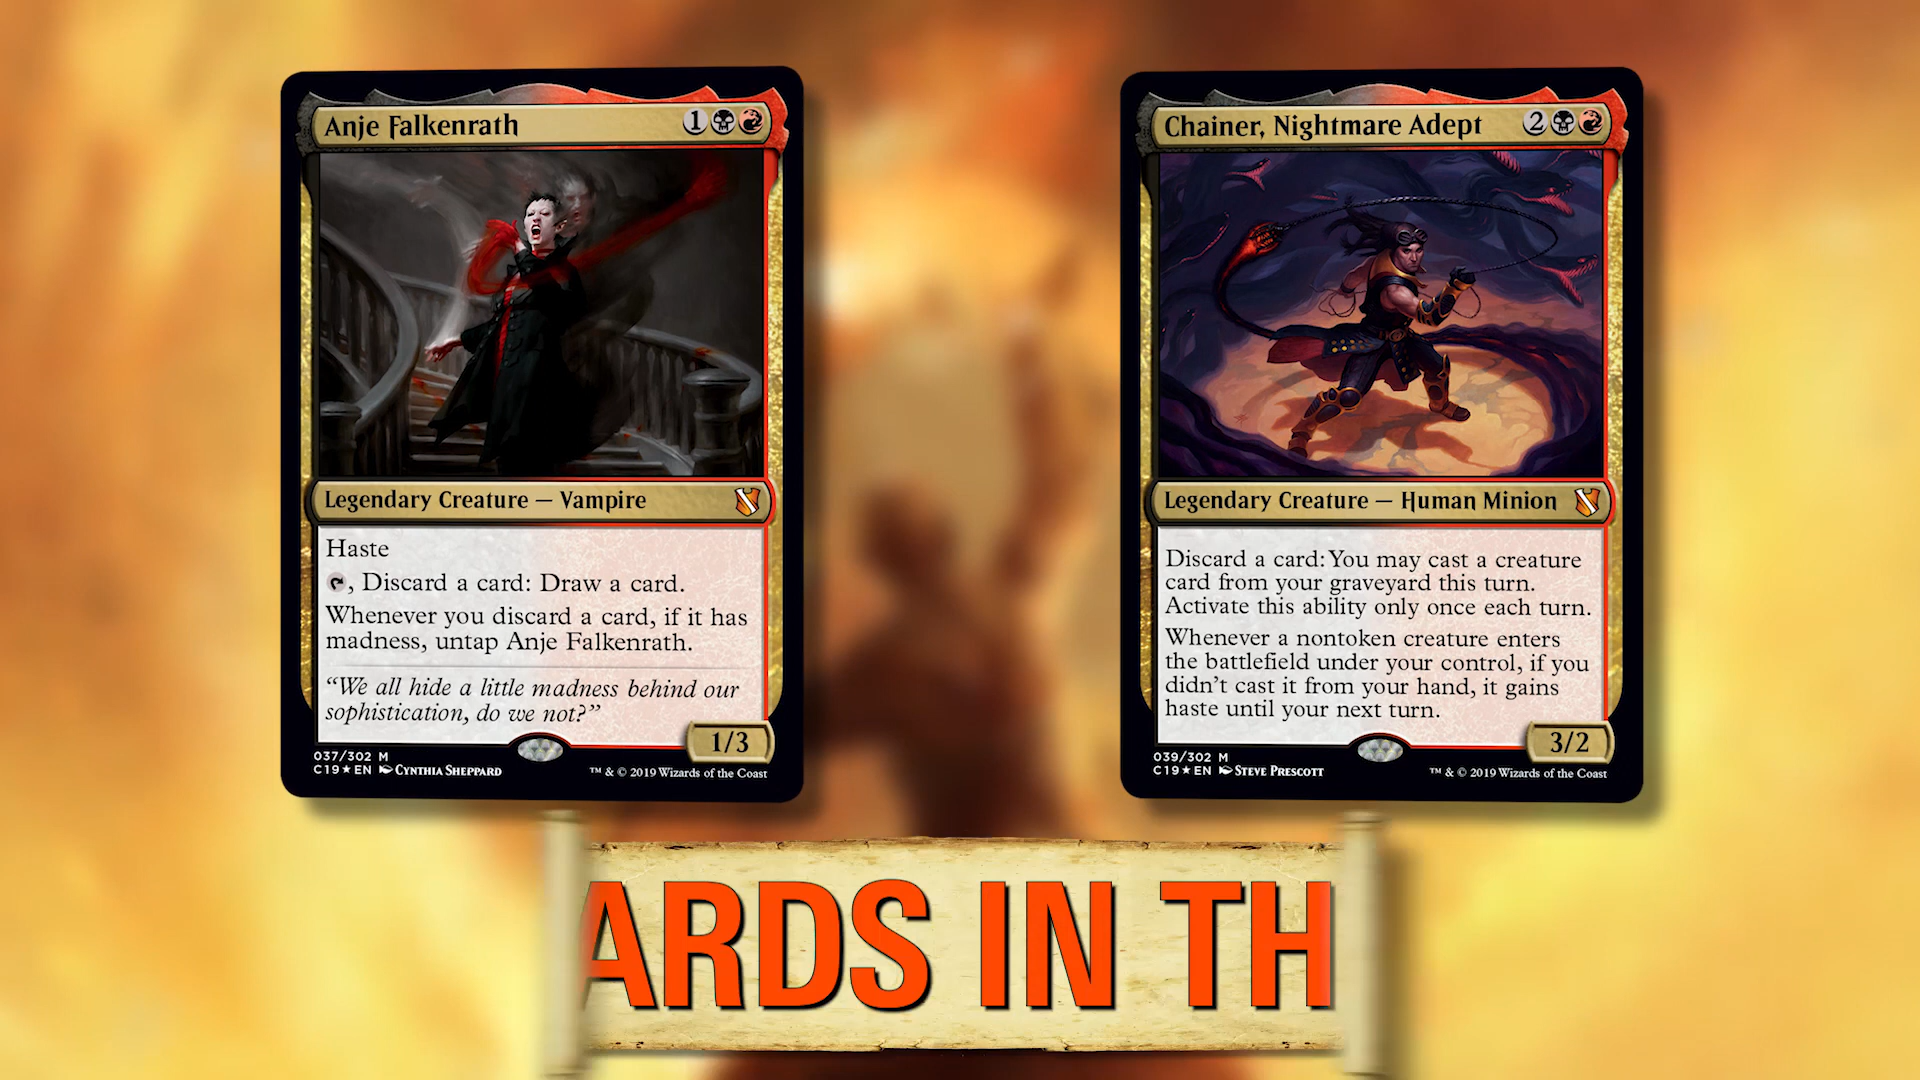 Anje Falkenrath 1
Legendary Creature — Vampire
Haste
, Discard a card: Draw a card.
Whenever you discard a card, if it has
madness, untap Anje Falkenrath.
“We all hide a little madness behind our
sophistication, do we not?”
1/3
037/302 M
C19★EN Cynthia Sheppard
™ & © 2019 Wizards of the Coast
Chainer, Nightmare Adept 2
Legendary Creature — Human Minion
Discard a card: You may cast a creature
card from your graveyard this turn.
Activate this ability only once each turn.
Whenever a nontoken creature enters
the battlefield under your control, if you
didn’t cast it from your hand, it gains
haste until your next turn.
3/2
039/302 M
C19★EN Steve Prescott
™ & © 2019 Wizards of the Coast
ARDS IN TH